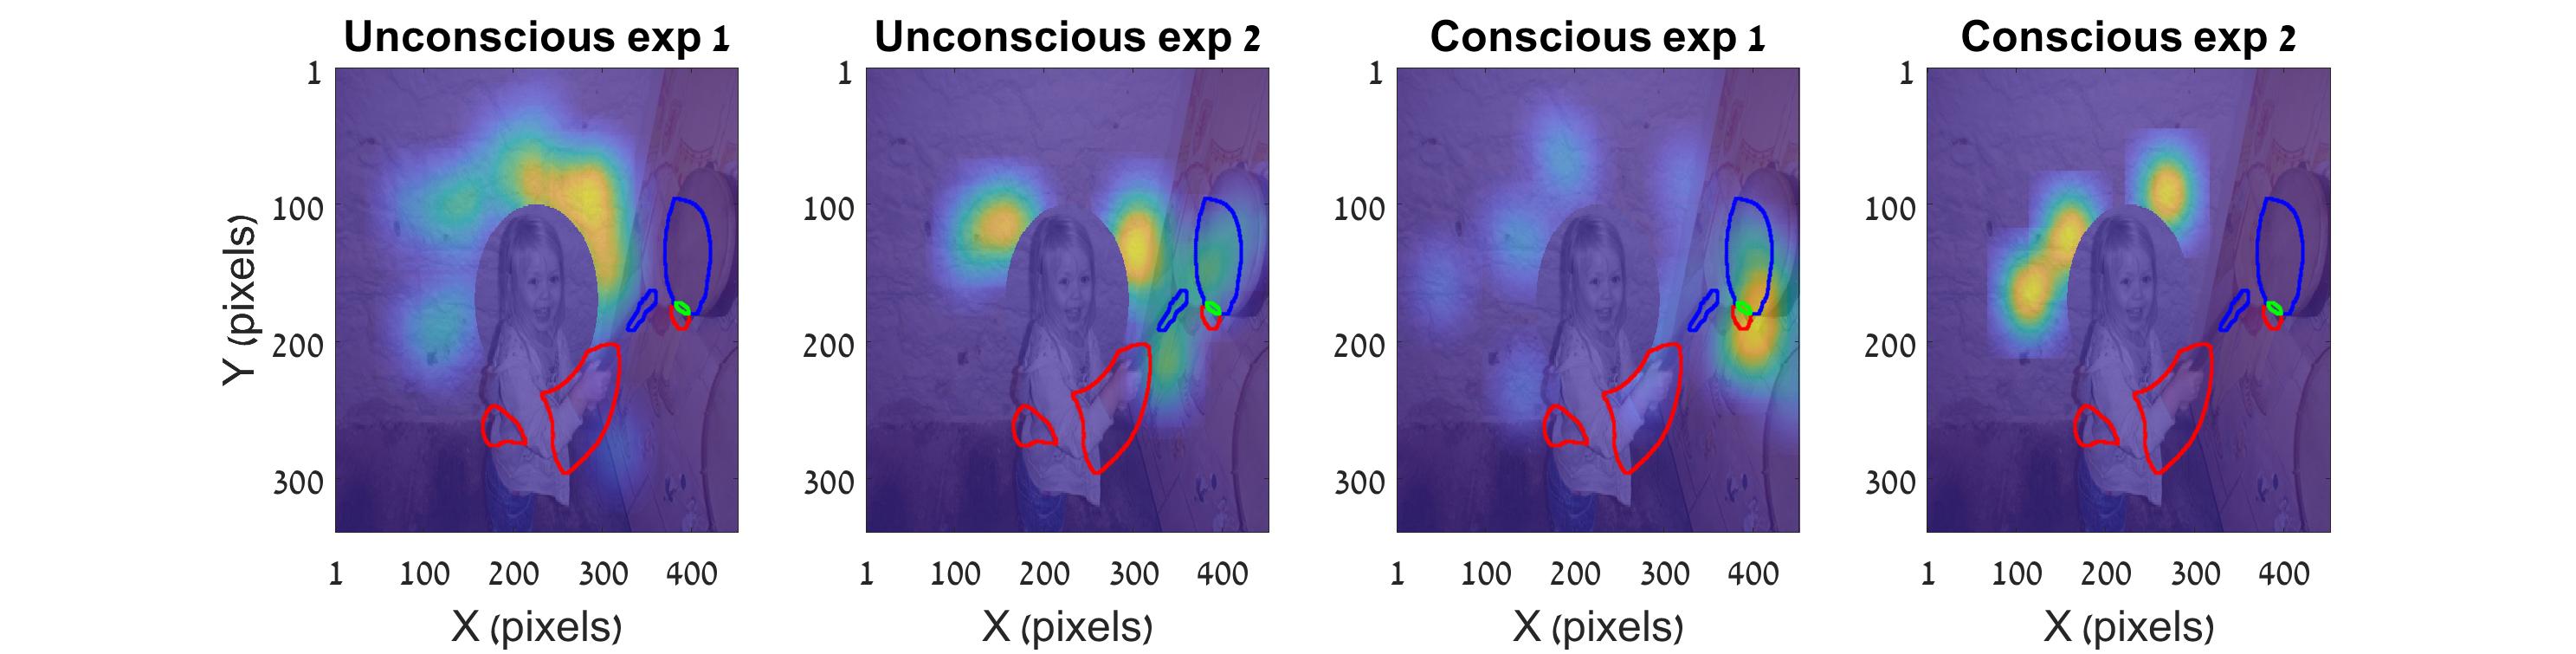 Unconscious exp 1 Unconscious exp 2 Conscious exp 1 Conscious exp 2
1 1 1 1
100 100 100 100
200 200 200 200
300 300 300 300
Y (pixels)
1 100 200 300 400 1 100 200 300 400 1 100 200 300 400 1 100 200 300 400
X (pixels) X (pixels) X (pixels) X (pixels)